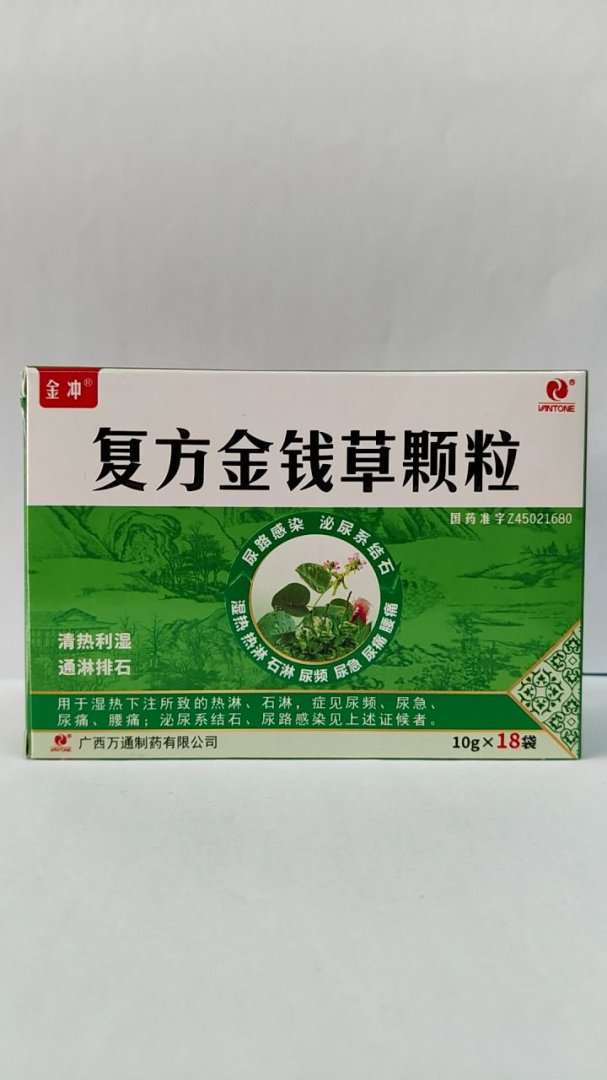 金冲®
VANTONE®
复方金钱草颗粒
国药准字Z45021680
尿路感染 泌尿系结石
湿热 热淋 石淋 尿频 尿急 尿痛 腰痛
清热利湿
通淋排石
用于湿热下注所致的热淋、石淋，症见尿频、尿急、
尿痛、腰痛；泌尿系结石、尿路感染见上述证候者。
VANTONE 广西万通制药有限公司
10g×18袋